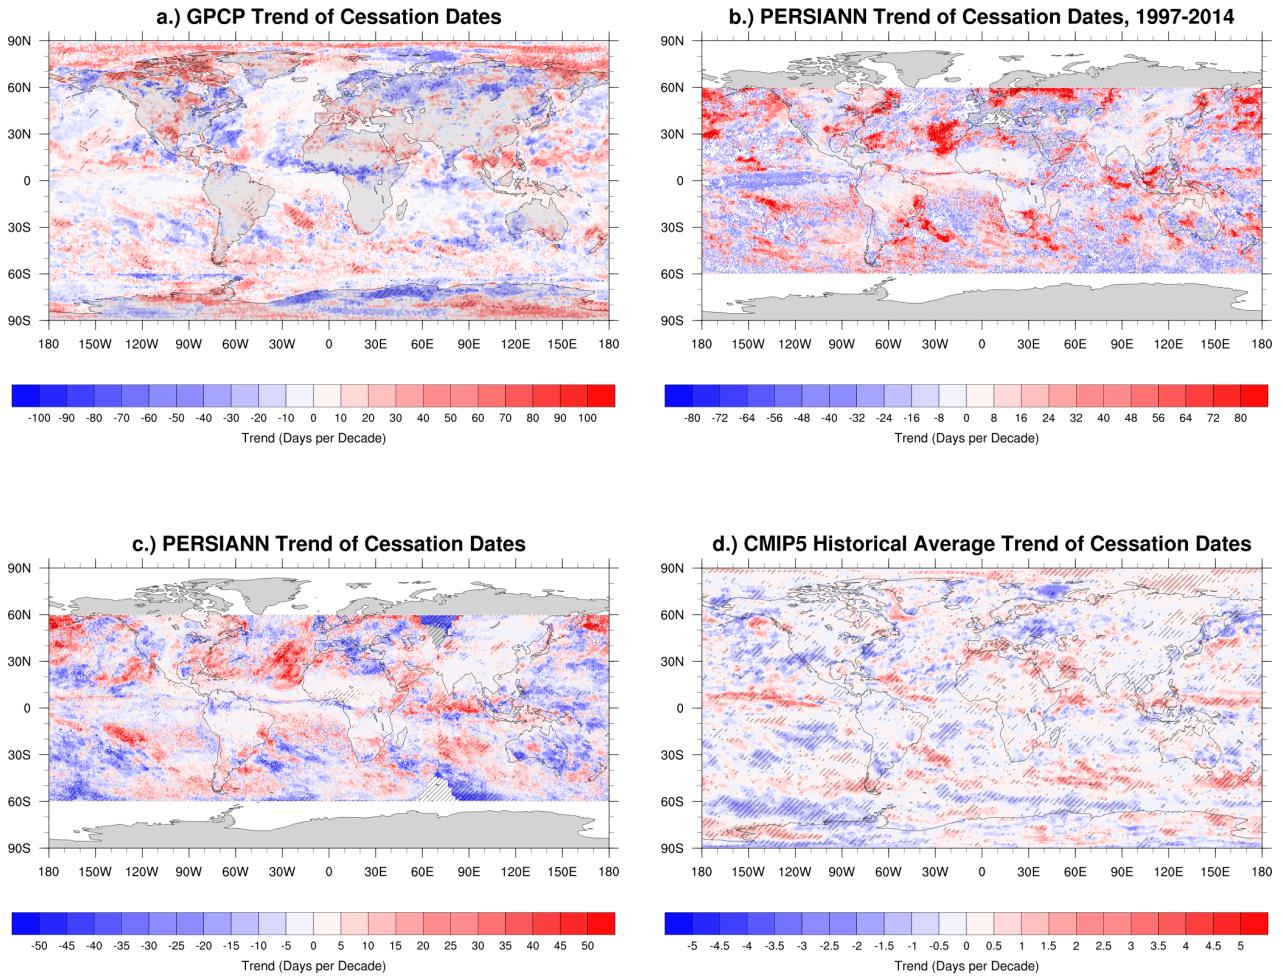 a.) GPCP Trend of Cessation Dates
90N
60N
30N
0
30S
60S
90S
180 150W 120W 90W 60W 30W 0 30E 60E 90E 120E 150E 180
-100 -90 -80 -70 -60 -50 -40 -30 -20 -10 0 10 20 30 40 50 60 70 80 90 100
Trend (Days per Decade)
b.) PERSIANN Trend of Cessation Dates, 1997-2014
90N
60N
30N
0
30S
60S
90S
180 150W 120W 90W 60W 30W 0 30E 60E 90E 120E 150E 180
-80 -72 -64 -56 -48 -40 -32 -24 -16 -8 0 8 16 24 32 40 48 56 64 72 80
Trend (Days per Decade)
c.) PERSIANN Trend of Cessation Dates
90N
60N
30N
0
30S
60S
90S
180 150W 120W 90W 60W 30W 0 30E 60E 90E 120E 150E 180
-50 -45 -40 -35 -30 -25 -20 -15 -10 -5 0 5 10 15 20 25 30 35 40 45 50
Trend (Days per Decade)
d.) CMIP5 Historical Average Trend of Cessation Dates
90N
60N
30N
0
30S
60S
90S
180 150W 120W 90W 60W 30W 0 30E 60E 90E 120E 150E 180
-5 -4.5 -4 -3.5 -3 -2.5 -2 -1.5 -1 -0.5 0 0.5 1 1.5 2 2.5 3 3.5 4 4.5 5
Trend (Days per Decade)